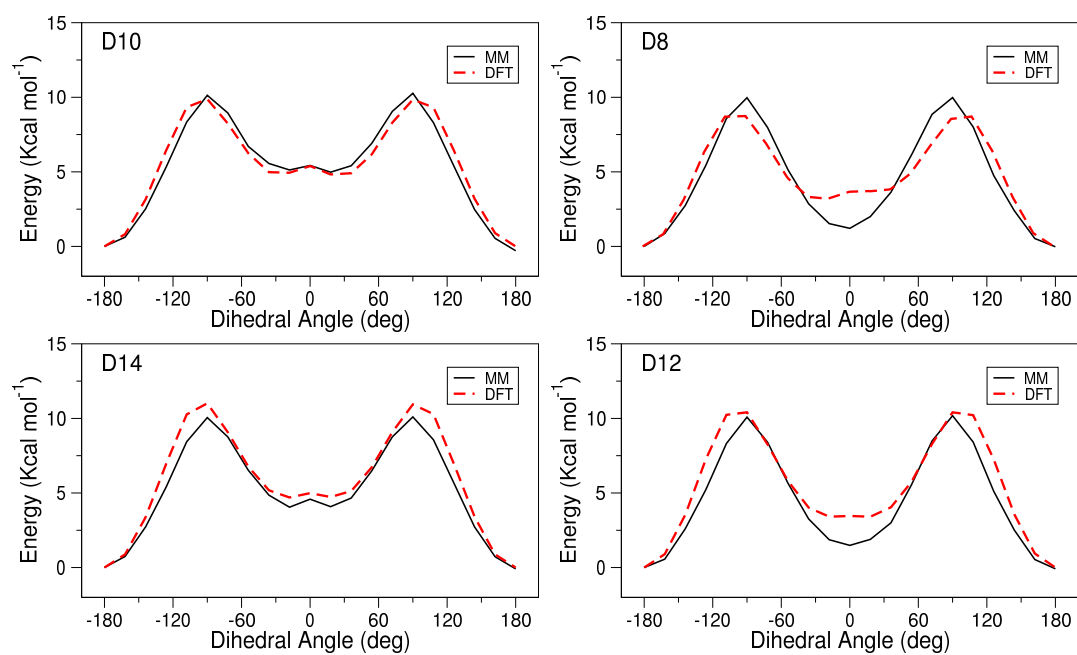 D10
MM
DFT
15
10
5
0
Energy (Kcal mol-1)
-180 -120 -60 0 60 120 180
Dihedral Angle (deg)
D8
MM
DFT
15
10
5
0
Energy (Kcal mol-1)
-180 -120 -60 0 60 120 180
Dihedral Angle (deg)
D14
MM
DFT
15
10
5
0
Energy (Kcal mol-1)
-180 -120 -60 0 60 120 180
Dihedral Angle (deg)
D12
MM
DFT
15
10
5
0
Energy (Kcal mol-1)
-180 -120 -60 0 60 120 180
Dihedral Angle (deg)